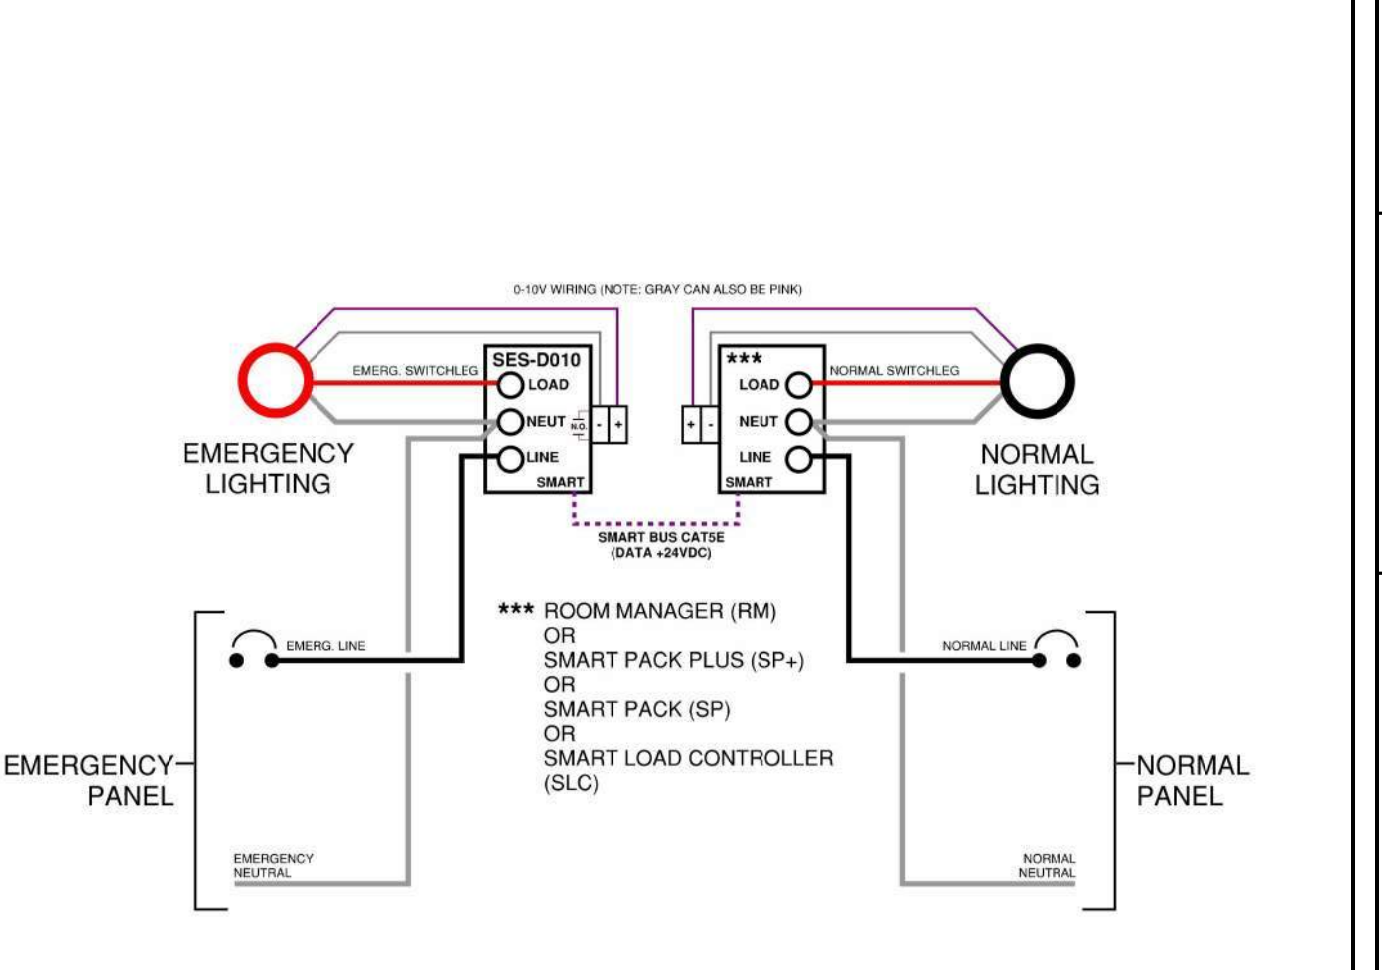 0-10V WIRING (NOTE: GRAY CAN ALSO BE PINK)
EMERG. SWITCHLEG
SES-D010
LOAD
NEUT
N.O.
- +
LINE
SMART
***
LOAD
NEUT
+ -
LINE
SMART
NORMAL SWITCHLEG
EMERGENCY
LIGHTING
NORMAL
LIGHTING
SMART BUS CAT5E
(DATA +24VDC)
*** ROOM MANAGER (RM)
OR
SMART PACK PLUS (SP+)
OR
SMART PACK (SP)
OR
SMART LOAD CONTROLLER
(SLC)
EMERG. LINE
NORMAL LINE
EMERGENCY
PANEL
NORMAL
PANEL
EMERGENCY
NEUTRAL
NORMAL
NEUTRAL